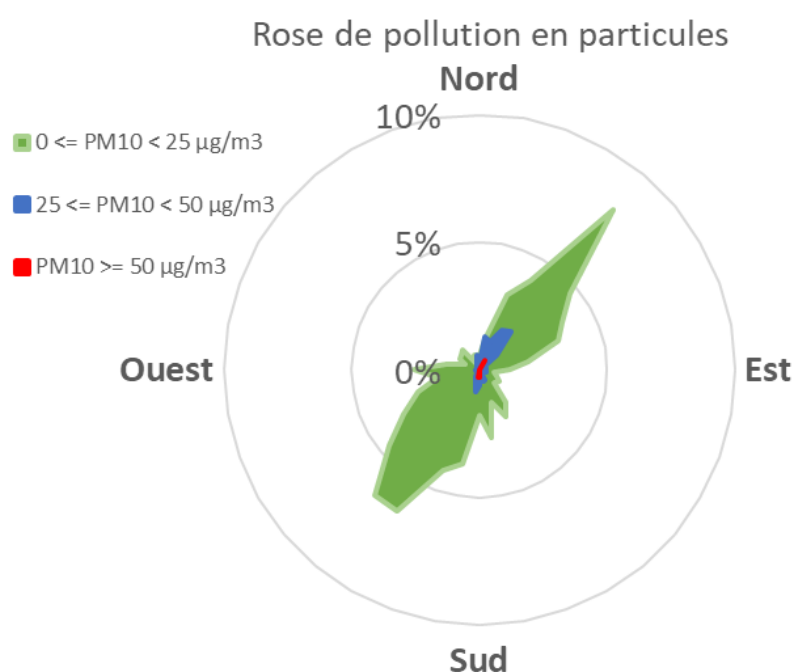 Rose de pollution en particules
Nord
10%
0 <= PM10 < 25 µg/m3
25 <= PM10 < 50 µg/m3
5%
PM10 >= 50 µg/m3
Ouest
0%
Est
Sud